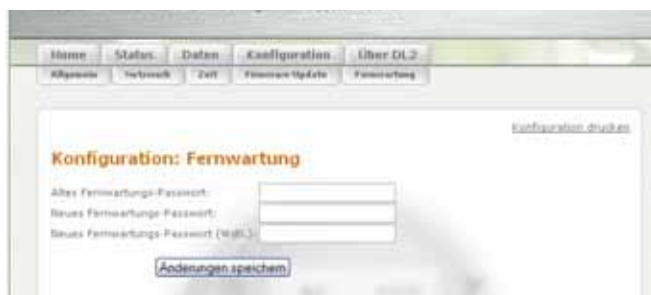 Home Status Daten Konfiguration Über DL2
Allgemein Netzwerk Zeit Firmware-Update Fernwartung
Konfiguration drucken
Konfiguration: Fernwartung
Altes Fernwartungs-Passwort:
Neues Fernwartungs-Passwort:
Neues Fernwartungs-Passwort (Wdh.):
Änderungen speichern